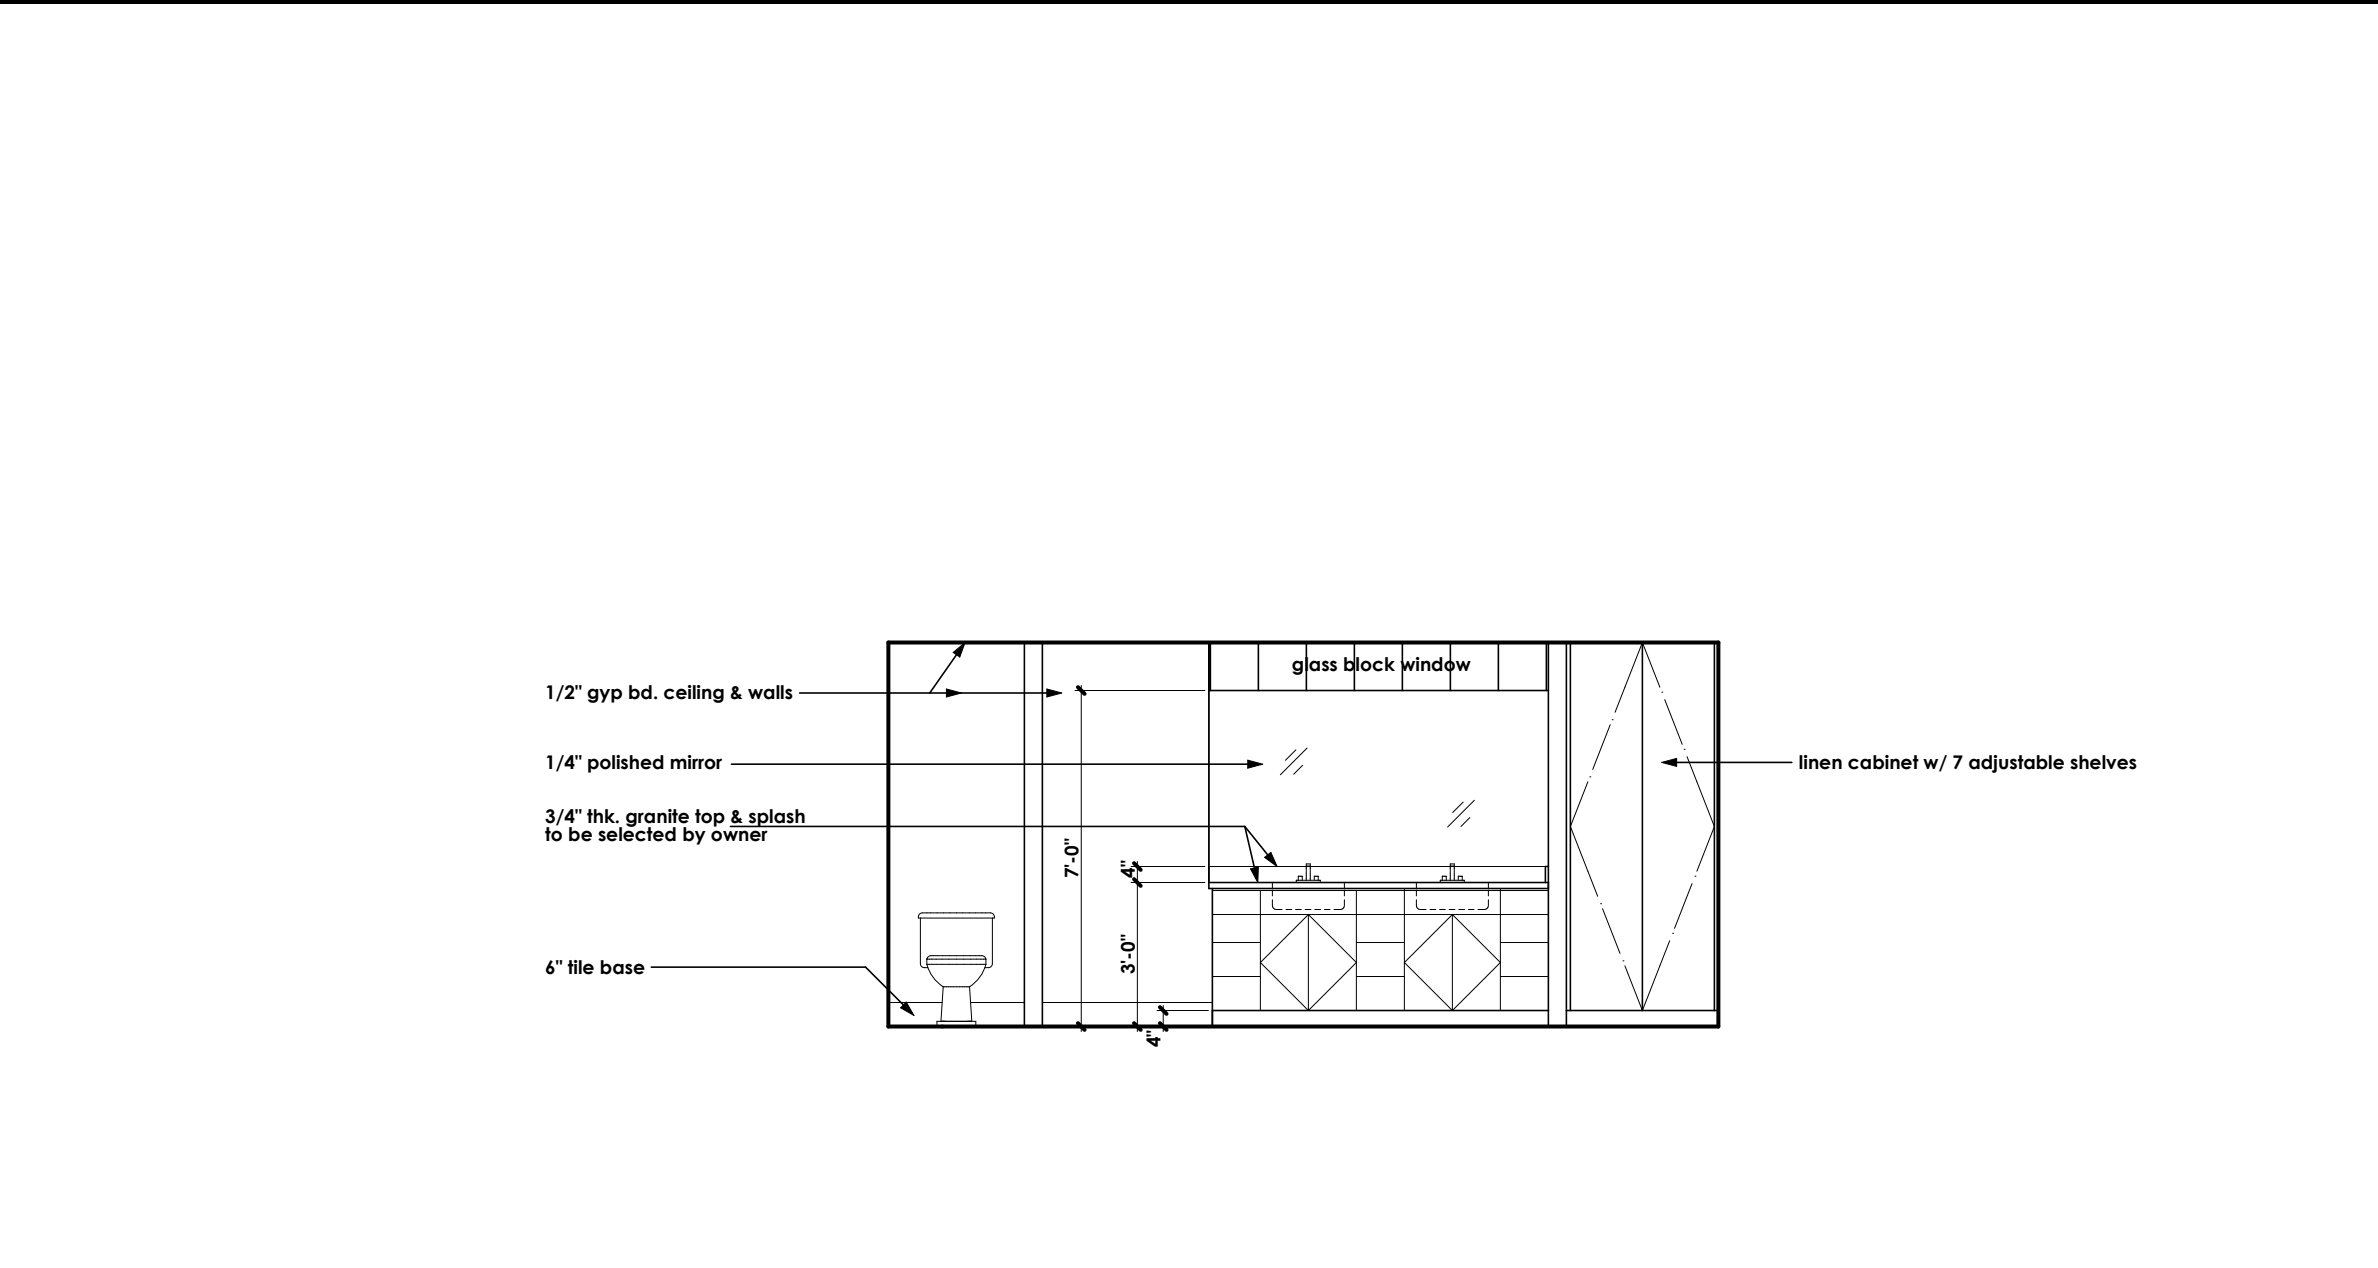 glass block window
1/2" gyp bd. ceiling & walls
1/4" polished mirror
linen cabinet w/ 7 adjustable shelves
3/4" thk. granite top & splash
to be selected by owner
7'-0"
4"
3'-0"
6" tile base
4"